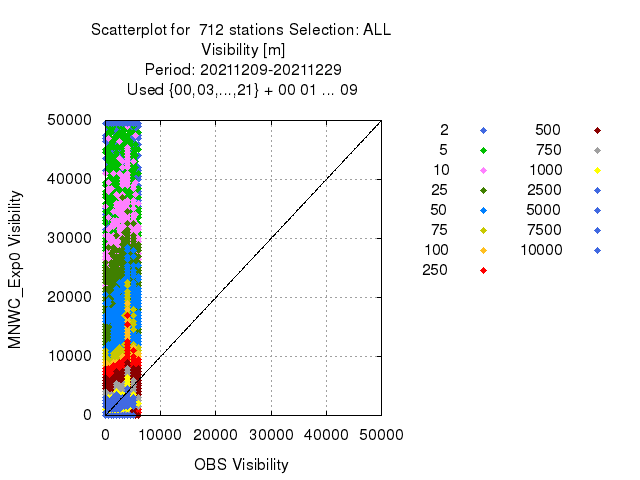 Scatterplot for  712 stations Selection: ALL
Visibility [m]
Period: 20211209-20211229
Used {00,03,...,21} + 00 01 ... 09
MNWC_Exp0 Visibility
50000
40000
30000
20000
10000
0
0 10000 20000 30000 40000 50000
OBS Visibility
2 500
5 750
10 1000
25 2500
50 5000
75 7500
100 10000
250